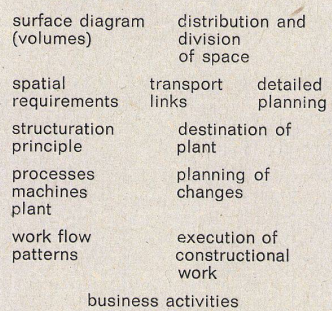 surface diagram distribution and
(volumes) division
of space
spatial transport detailed
requirements links planning
structuration destination of
principle plant
processes planning of
machines changes
plant
work flow execution of
patterns constructional
work
business activities